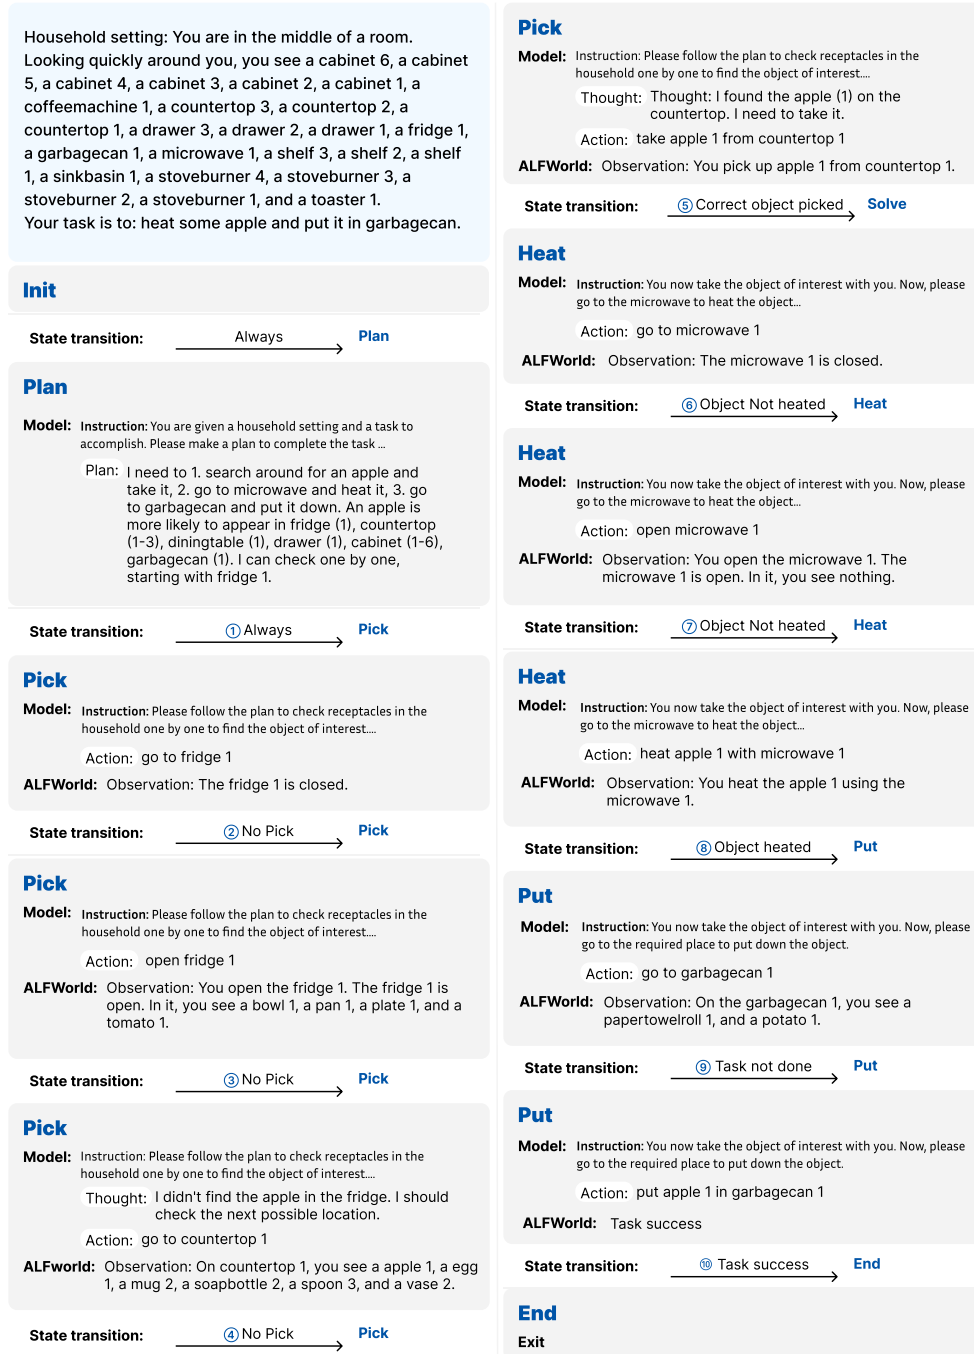 Household setting: You are in the middle of a room.
Looking quickly around you, you see a cabinet 6, a cabinet
5, a cabinet 4, a cabinet 3, a cabinet 2, a cabinet 1, a
coffeemachine 1, a countertop 3, a countertop 2, a
countertop 1, a drawer 3, a drawer 2, a drawer 1, a fridge 1,
a garbagecan 1, a microwave 1, a shelf 3, a shelf 2, a shelf
1, a sinkbasin 1, a stoveburner 4, a stoveburner 3, a
stoveburner 2, a stoveburner 1, and a toaster 1.
Your task is to: heat some apple and put it in garbagecan.
Init
State transition: Always Plan
Plan
Model: Instruction: You are given a household setting and a task to
accomplish. Please make a plan to complete the task ...
Plan: I need to 1. search around for an apple and
take it, 2. go to microwave and heat it, 3. go
to garbagecan and put it down. An apple is
more likely to appear in fridge (1), countertop
(1-3), diningtable (1), drawer (1), cabinet (1-6),
garbagecan (1). I can check one by one,
starting with fridge 1.
State transition: ① Always Pick
Pick
Model: Instruction: Please follow the plan to check receptacles in the
household one by one to find the object of interest....
Action: go to fridge 1
ALFWorld: Observation: The fridge 1 is closed.
State transition: ② No Pick Pick
Pick
Model: Instruction: Please follow the plan to check receptacles in the
household one by one to find the object of interest....
Action: open fridge 1
ALFWorld: Observation: You open the fridge 1. The fridge 1 is
open. In it, you see a bowl 1, a pan 1, a plate 1, and a
tomato 1.
State transition: ③ No Pick Pick
Pick
Model: Instruction: Please follow the plan to check receptacles in the
household one by one to find the object of interest....
Thought: I didn't find the apple in the fridge. I should
check the next possible location.
Action: go to countertop 1
ALFworld: Observation: On countertop 1, you see a apple 1, a egg
1, a mug 2, a soapbottle 2, a spoon 3, and a vase 2.
State transition: ④ No Pick Pick
Pick
Model: Instruction: Please follow the plan to check receptacles in the
household one by one to find the object of interest....
Thought: Thought: I found the apple (1) on the
countertop. I need to take it.
Action: take apple 1 from countertop 1
ALFWorld: Observation: You pick up apple 1 from countertop 1.
State transition: ⑤ Correct object picked Solve
Heat
Model: Instruction: You now take the object of interest with you. Now, please
go to the microwave to heat the object...
Action: go to microwave 1
ALFWorld: Observation: The microwave 1 is closed.
State transition: ⑥ Object Not heated Heat
Heat
Model: Instruction: You now take the object of interest with you. Now, please
go to the microwave to heat the object...
Action: open microwave 1
ALFWorld: Observation: You open the microwave 1. The
microwave 1 is open. In it, you see nothing.
State transition: ⑦ Object Not heated Heat
Heat
Model: Instruction: You now take the object of interest with you. Now, please
go to the microwave to heat the object...
Action: heat apple 1 with microwave 1
ALFWorld: Observation: You heat the apple 1 using the
microwave 1.
State transition: ⑧ Object heated Put
Put
Model: Instruction: You now take the object of interest with you. Now, please
go to the required place to put down the object.
Action: go to garbagecan 1
ALFWorld: Observation: On the garbagecan 1, you see a
papertowelroll 1, and a potato 1.
State transition: ⑨ Task not done Put
Put
Model: Instruction: You now take the object of interest with you. Now, please
go to the required place to put down the object.
Action: put apple 1 in garbagecan 1
ALFWorld: Task success
State transition: ⑩ Task success End
End
Exit